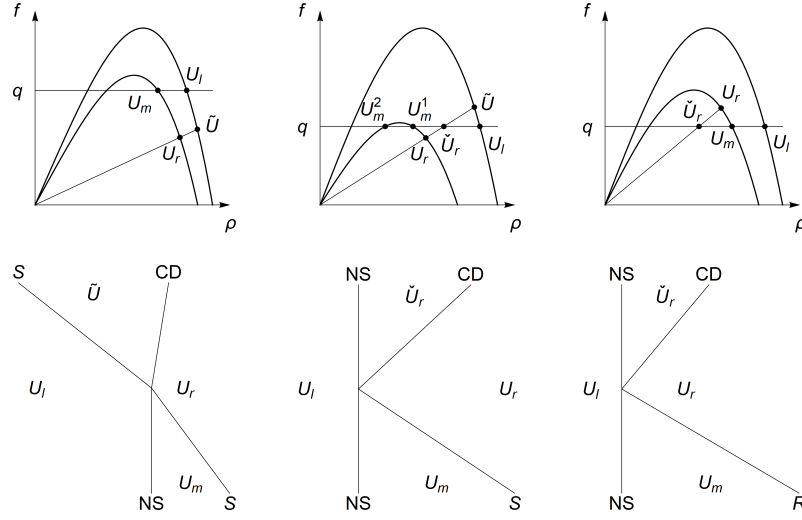 f
q
U_m
U_l
Ũ
U_r
ρ
f
q
U_m^2
U_m^1
Ũ
U_r
Ǔ_r
U_l
ρ
f
q
U_r
Ǔ_r
U_m
U_l
ρ
S
CD
Ũ
U_l
U_r
U_m
NS
S
NS
CD
Ǔ_r
U_l
U_r
U_m
NS
S
NS
CD
Ǔ_r
U_l
U_r
U_m
NS
R